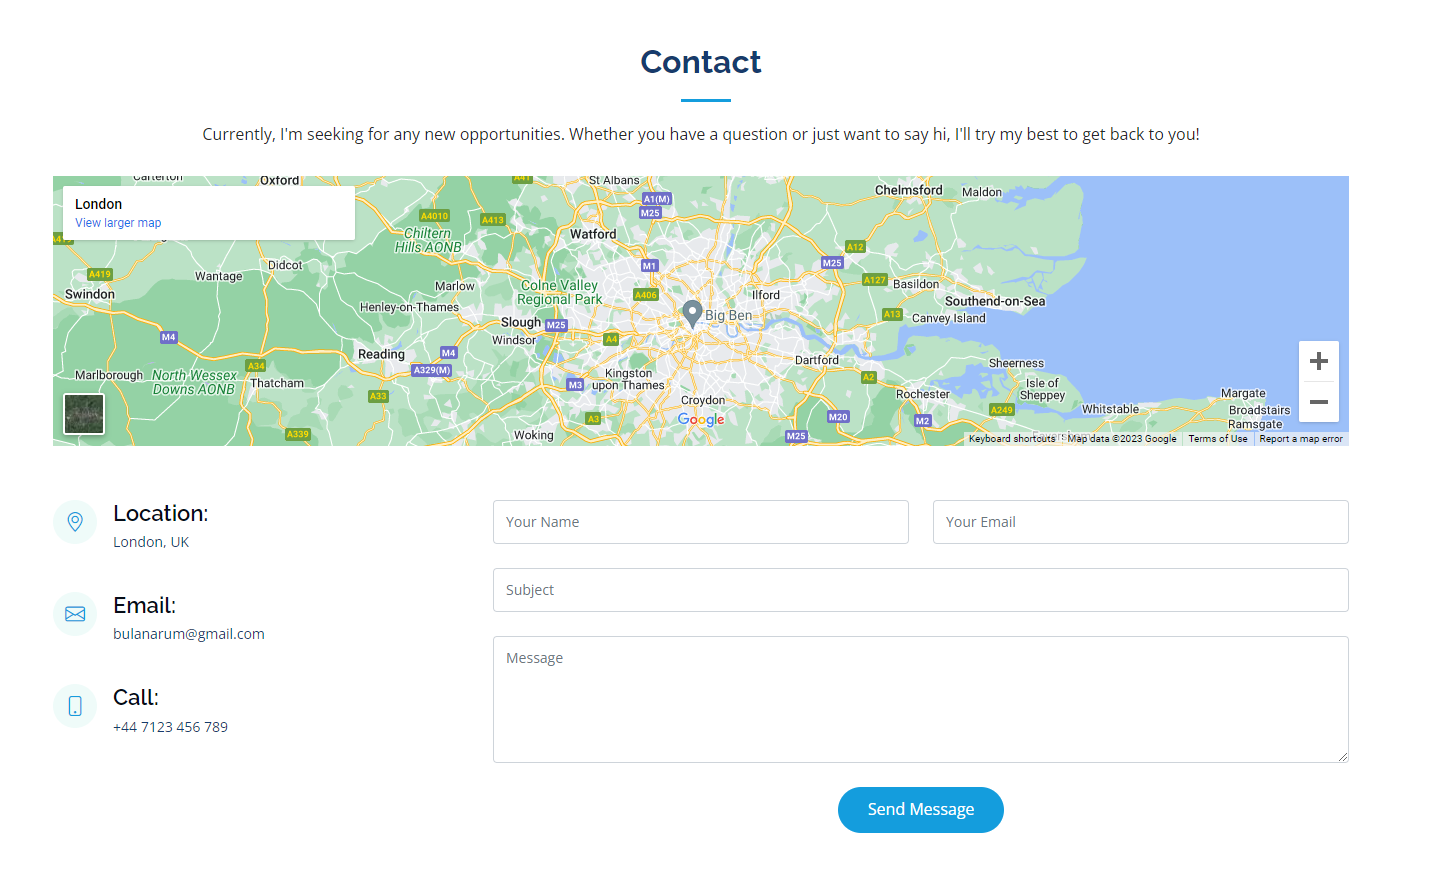 Contact
Currently, I'm seeking for any new opportunities. Whether you have a question or just want to say hi, I'll try my best to get back to you!
London
View larger map
Carterton
Oxford
A41
St Albans
A1(M)
M25
Chelmsford
Maldon
A4010
A413
Chiltern
Hills AONB
Watford
A12
M25
M1
A419
Wantage
Didcot
Swindon
Marlow
Colne Valley
Regional Park
A406
Ilford
A127
Basildon
Southend-on-Sea
Henley-on-Thames
Big Ben
A13
Canvey Island
Slough
M25
Windsor
M4
A4
Reading
M4
A329(M)
A34
Dartford
Sheerness
Marlborough
North Wessex
Downs AONB
Thatcham
Kingston
upon Thames
M3
A2
Isle of
Sheppey
A33
Croydon
Rochester
Margate
Broadstairs
Ramsgate
Whitstable
A249
A3
Google
M20
M2
A339
Woking
M25
Keyboard shortcuts
Map data ©2023 Google
Terms of Use
Report a map error
Location:
London, UK
Email:
bulanarum@gmail.com
Call:
+44 7123 456 789
Your Name
Your Email
Subject
Message
Send Message